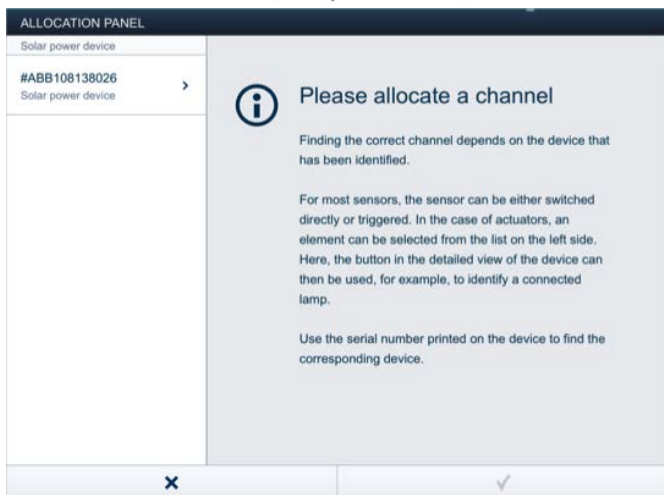 ALLOCATION PANEL
Solar power device
#ABB108138026
Solar power device
Please allocate a channel
Finding the correct channel depends on the device that
has been identified.
For most sensors, the sensor can be either switched
directly or triggered. In the case of actuators, an
element can be selected from the list on the left side.
Here, the button in the detailed view of the device can
then be used, for example, to identify a connected
lamp.
Use the serial number printed on the device to find the
corresponding device.